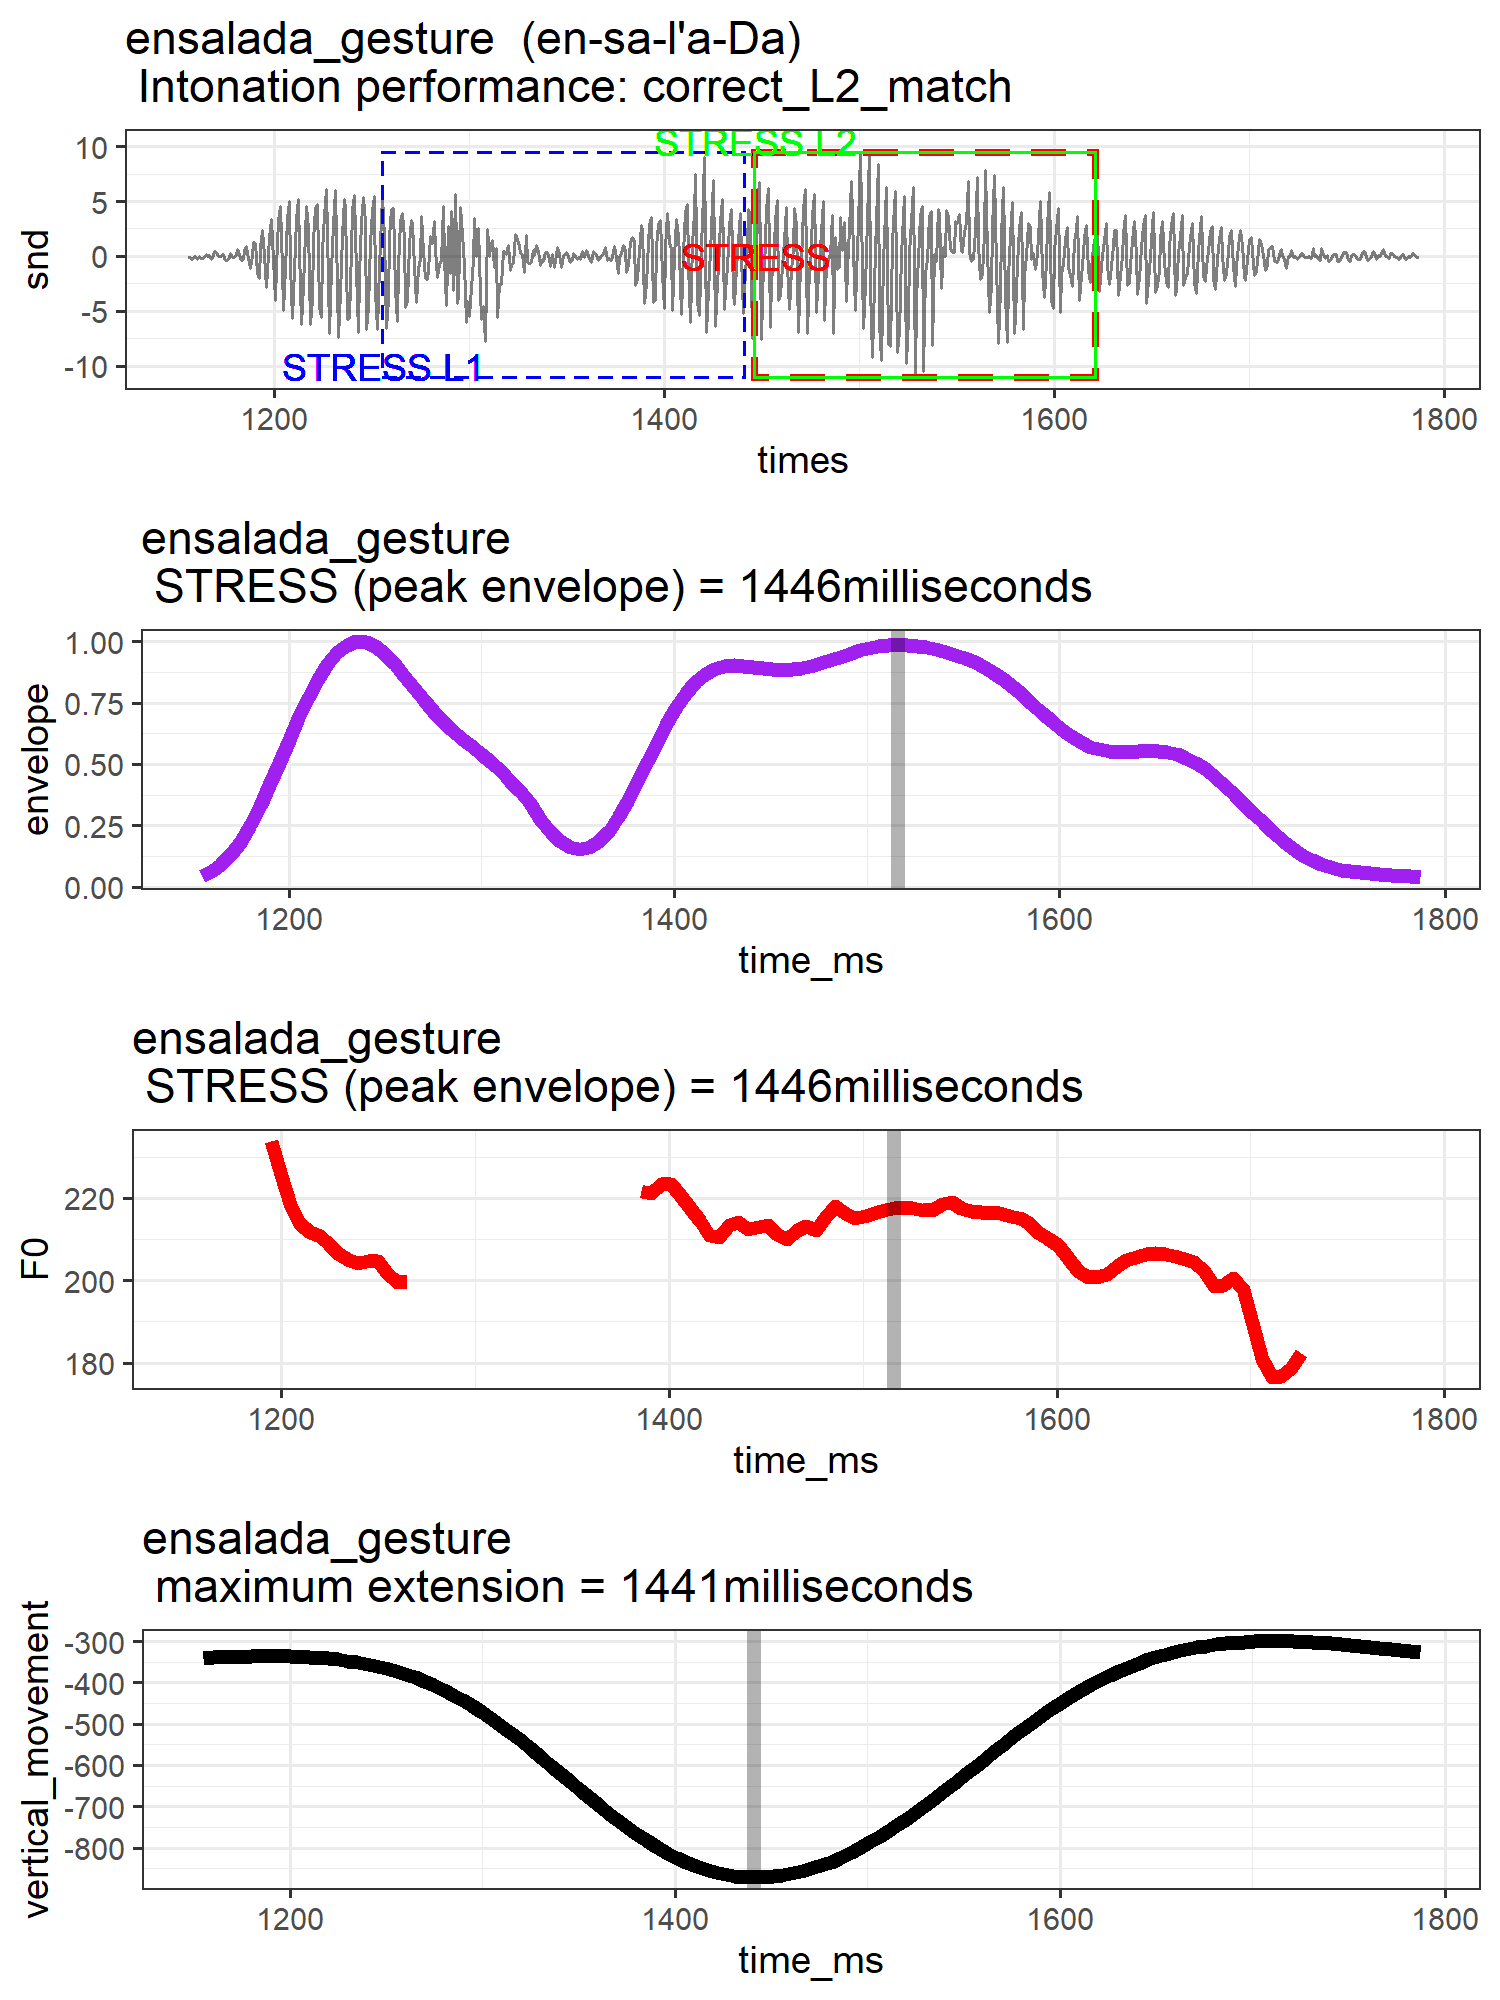 ensalada_gesture  (en-sa-l'a-Da)
Intonation performance: correct_L2_match
STRESS L2
STRESS
STRESS L1
10
5
0
-5
-10
snd
1200 1400 1600 1800
times
ensalada_gesture
STRESS (peak envelope) = 1446milliseconds
1.00
0.75
0.50
0.25
0.00
envelope
1200 1400 1600 1800
time_ms
ensalada_gesture
STRESS (peak envelope) = 1446milliseconds
220
200
180
F0
1200 1400 1600 1800
time_ms
ensalada_gesture
maximum extension = 1441milliseconds
-300
-400
-500
-600
-700
-800
vertical_movement
1200 1400 1600 1800
time_ms